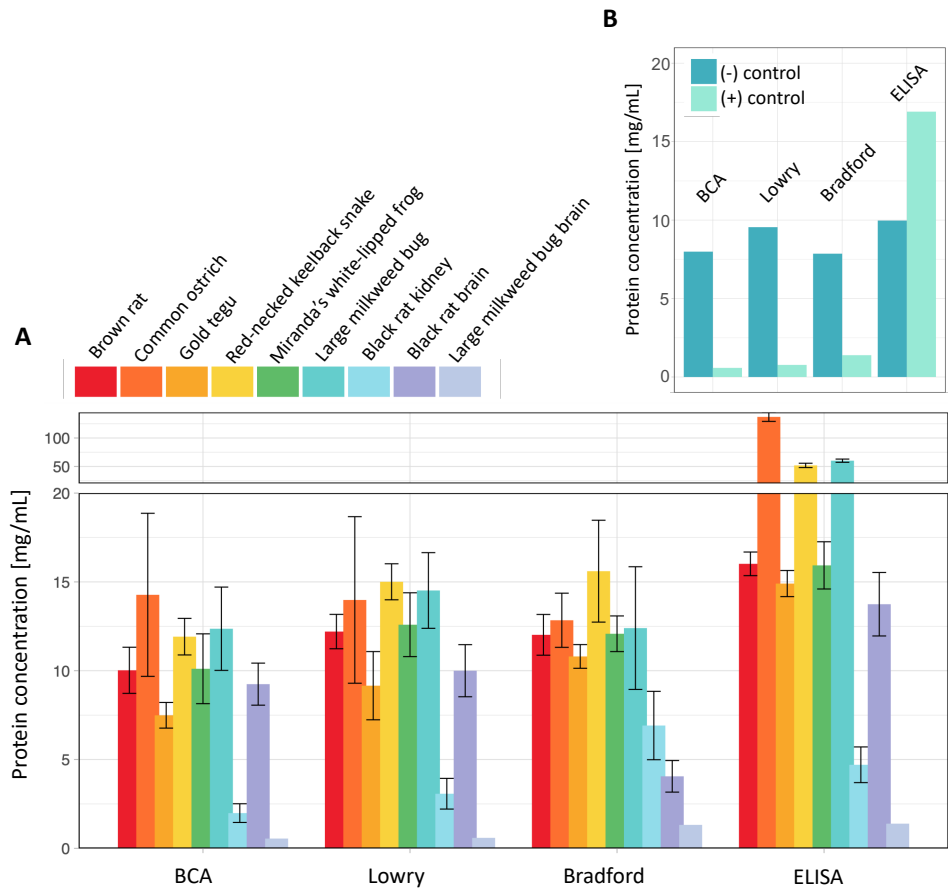 B
Protein concentration [mg/mL]
20
15
10
5
0
(-) control
(+) control
BCA
Lowry
Bradford
ELISA
A
Brown rat
Common ostrich
Gold tegu
Red-necked keelback snake
Miranda's white-lipped frog
Large milkweed bug
Black rat kidney
Black rat brain
Large milkweed bug brain
Protein concentration [mg/mL]
100
50
20
15
10
5
0
BCA
Lowry
Bradford
ELISA